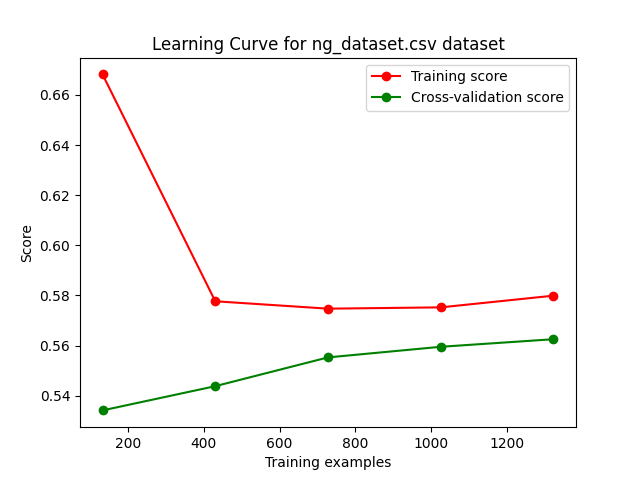 Learning Curve for ng_dataset.csv dataset
Training score
Cross-validation score
Score
0.66
0.64
0.62
0.60
0.58
0.56
0.54
200 400 600 800 1000 1200
Training examples